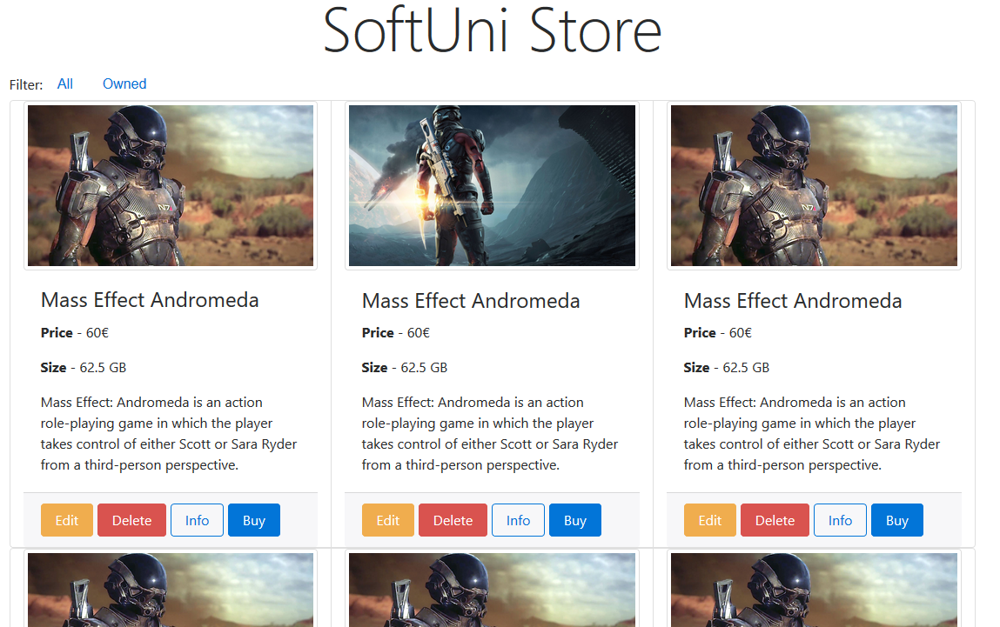 SoftUni Store
Filter: All Owned
Mass Effect Andromeda
Price - 60€
Size - 62.5 GB
Mass Effect: Andromeda is an action
role-playing game in which the player
takes control of either Scott or Sara Ryder
from a third-person perspective.
Edit Delete Info Buy
Mass Effect Andromeda
Price - 60€
Size - 62.5 GB
Mass Effect: Andromeda is an action
role-playing game in which the player
takes control of either Scott or Sara Ryder
from a third-person perspective.
Edit Delete Info Buy
Mass Effect Andromeda
Price - 60€
Size - 62.5 GB
Mass Effect: Andromeda is an action
role-playing game in which the player
takes control of either Scott or Sara Ryder
from a third-person perspective.
Edit Delete Info Buy
N7
N7